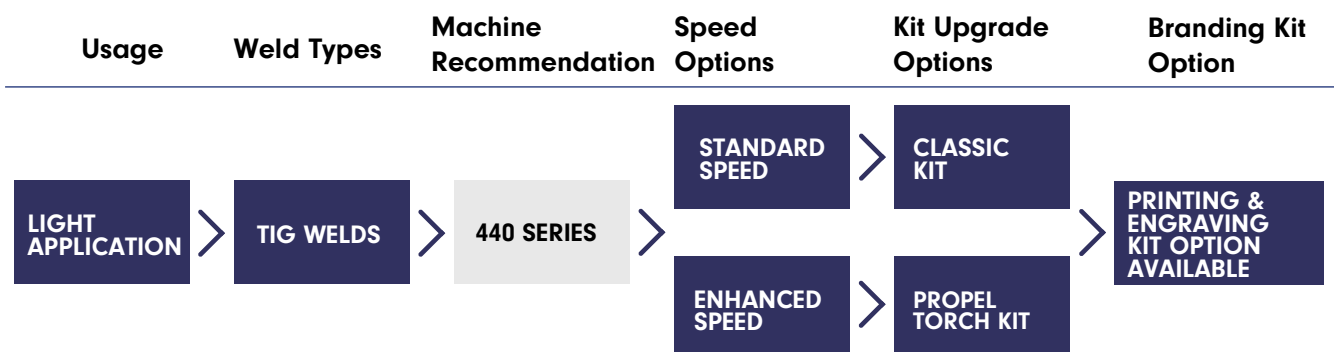 Usage
Weld Types
Machine
Recommendation
Speed
Options
Kit Upgrade
Options
Branding Kit
Option
LIGHT
APPLICATION
TIG WELDS
440 SERIES
STANDARD
SPEED
CLASSIC
KIT
ENHANCED
SPEED
PROPEL
TORCH KIT
PRINTING &
ENGRAVING
KIT OPTION
AVAILABLE